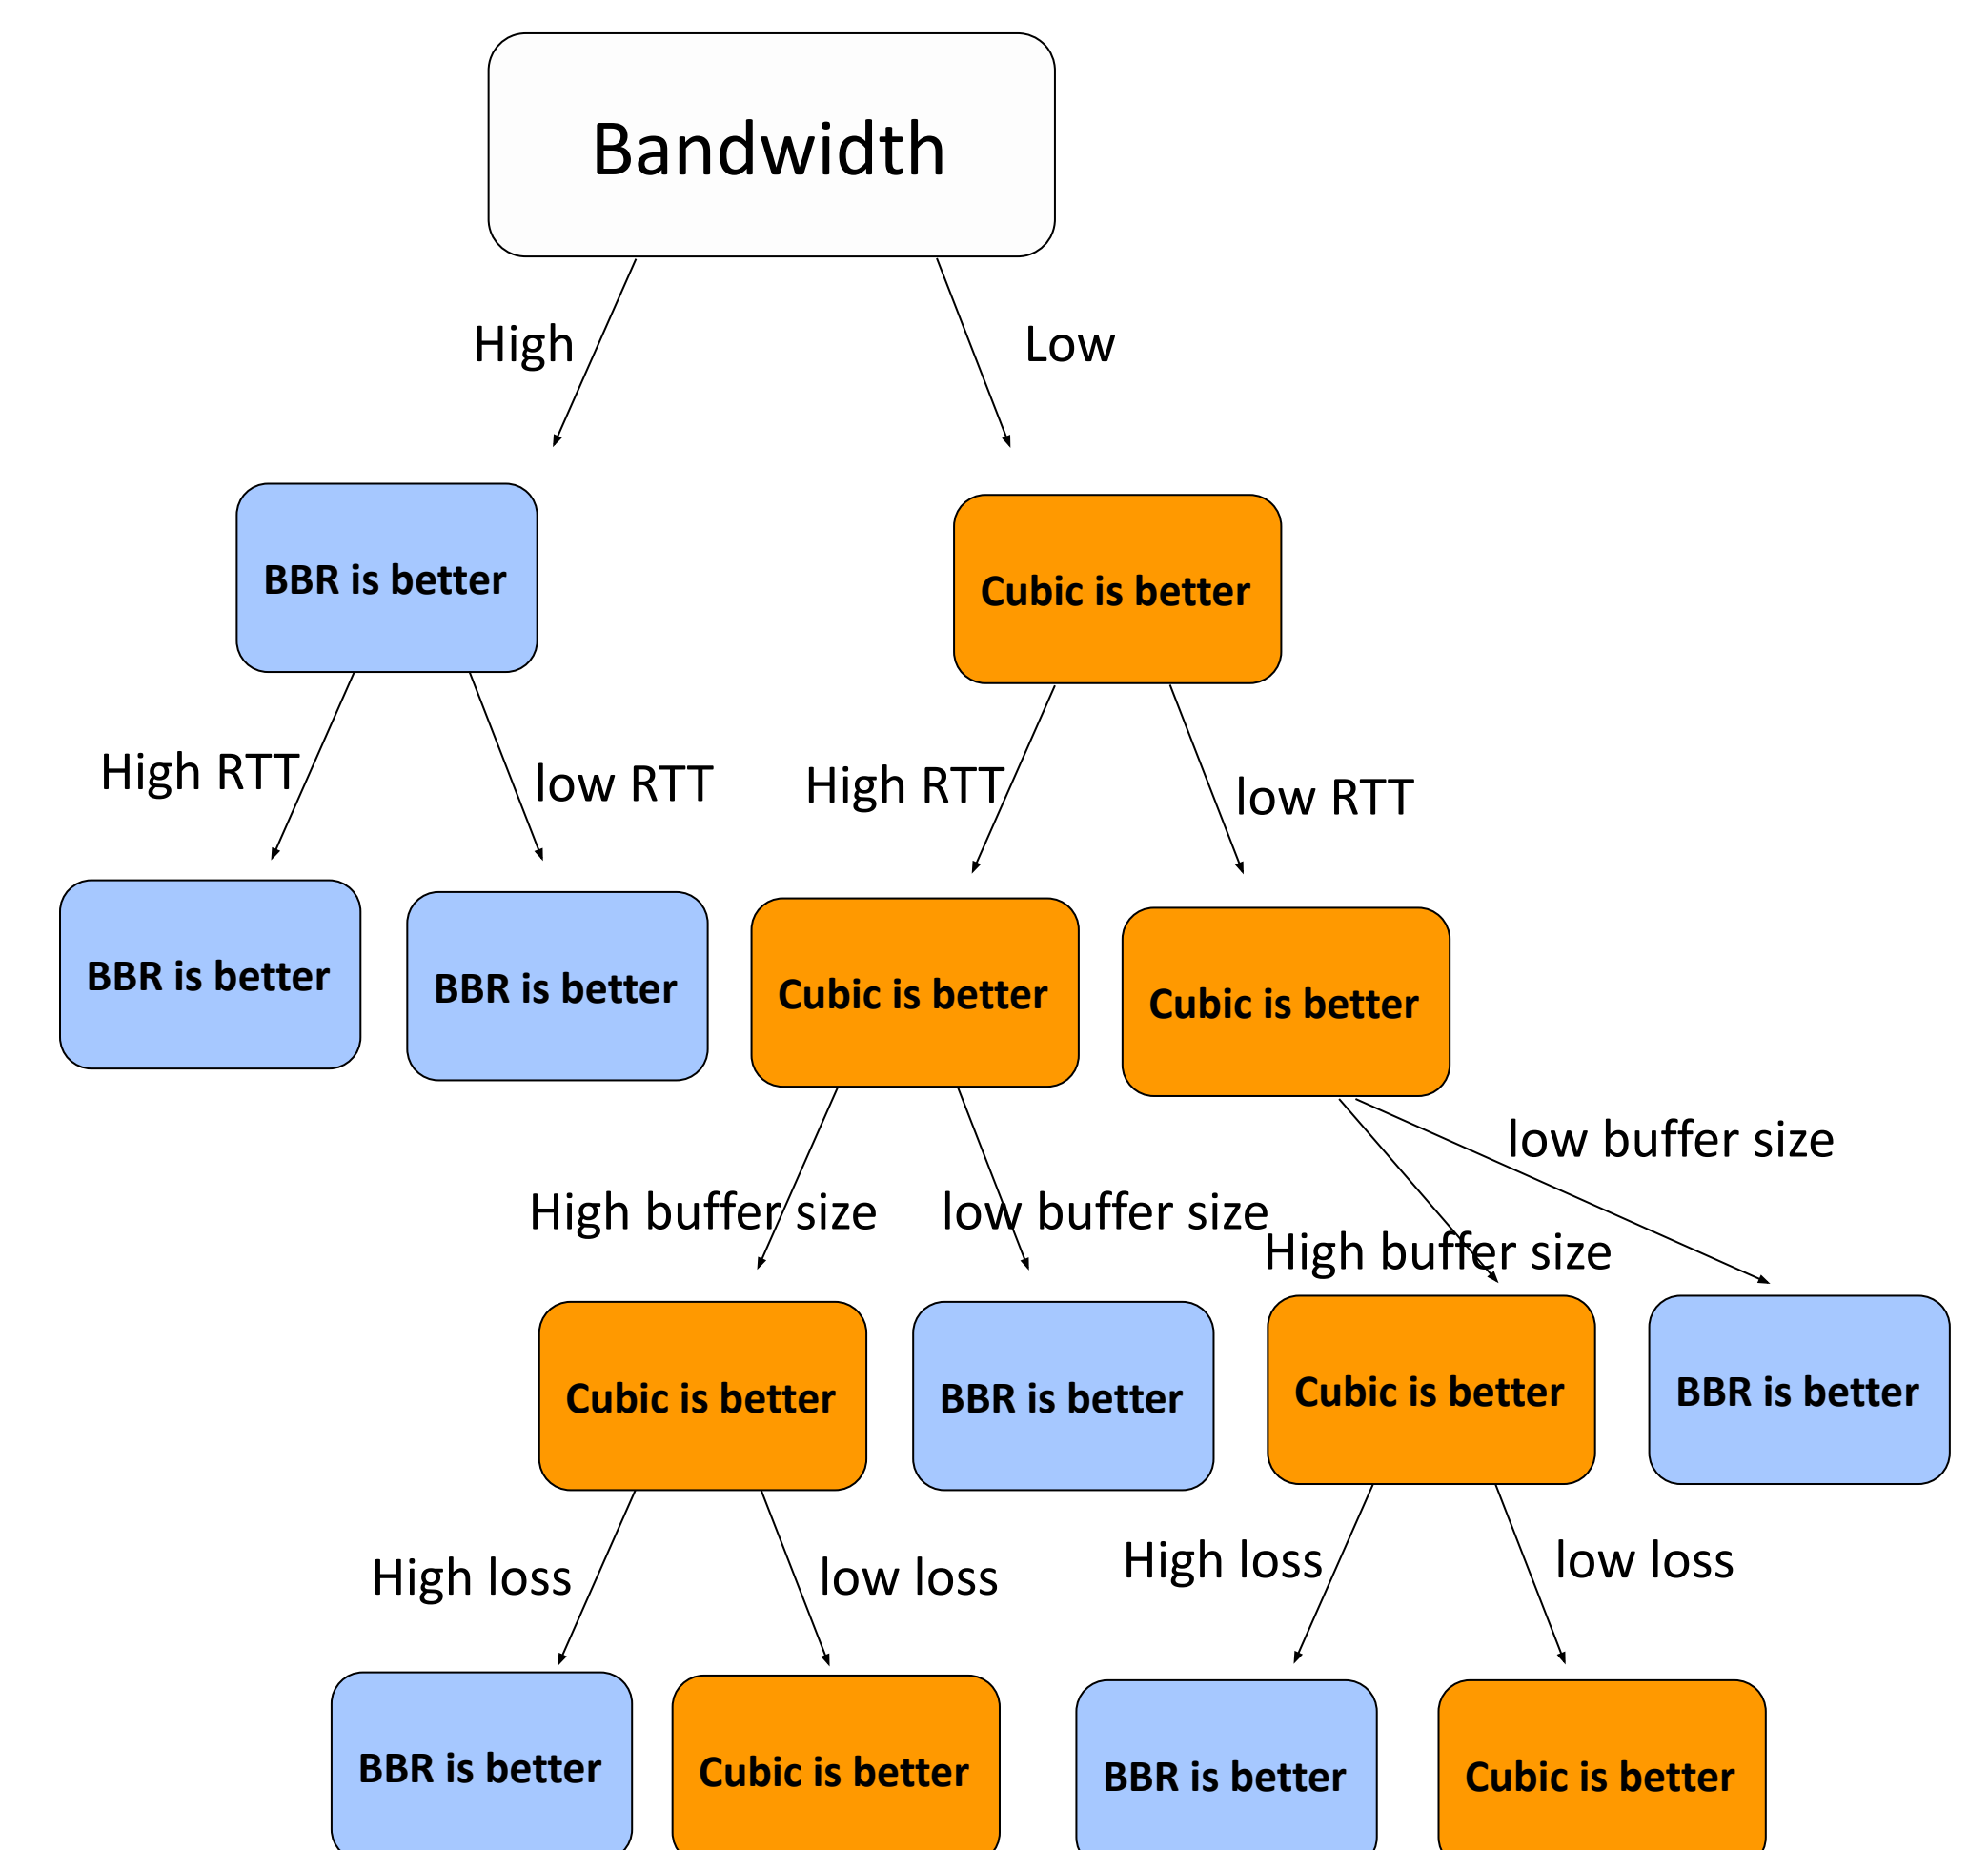 Bandwidth
High
Low
BBR is better
Cubic is better
High RTT
low RTT
High RTT
low RTT
BBR is better
BBR is better
Cubic is better
Cubic is better
low buffer size
High buffer size
low buffer size
High buffer size
Cubic is better
BBR is better
Cubic is better
BBR is better
High loss
low loss
High loss
low loss
BBR is better
Cubic is better
BBR is better
Cubic is better